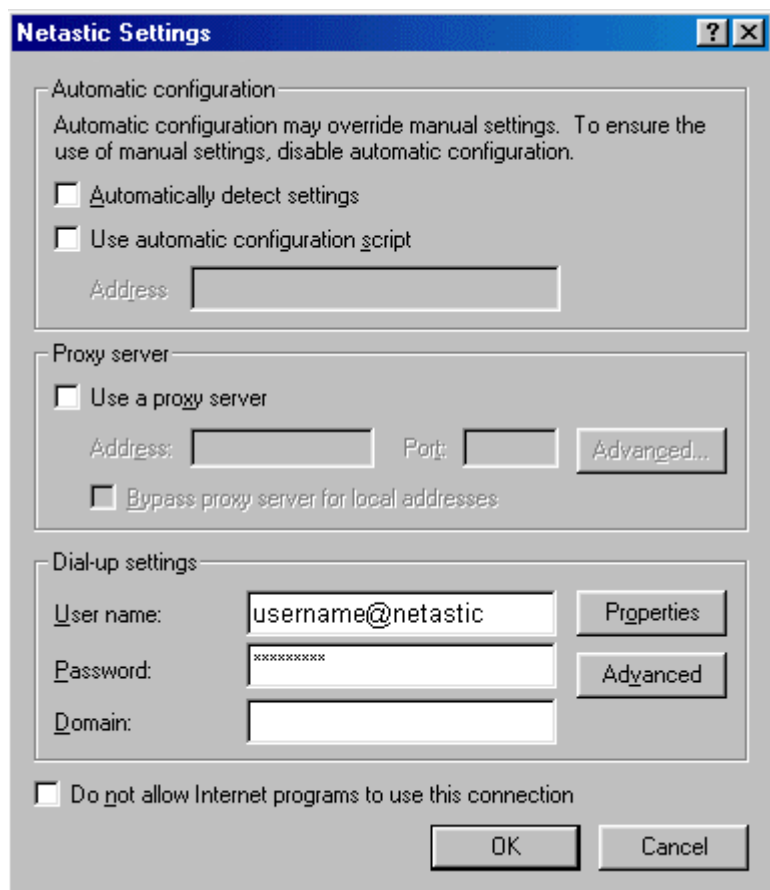 Netastic Settings
Automatic configuration
Automatic configuration may override manual settings.  To ensure the
use of manual settings, disable automatic configuration.
Automatically detect settings
Use automatic configuration script
Address
Proxy server
Use a proxy server
Address: Port: Advanced...
Bypass proxy server for local addresses
Dial-up settings
User name: username@netastic Properties
Password: ********* Advanced
Domain:
Do not allow Internet programs to use this connection
OK Cancel